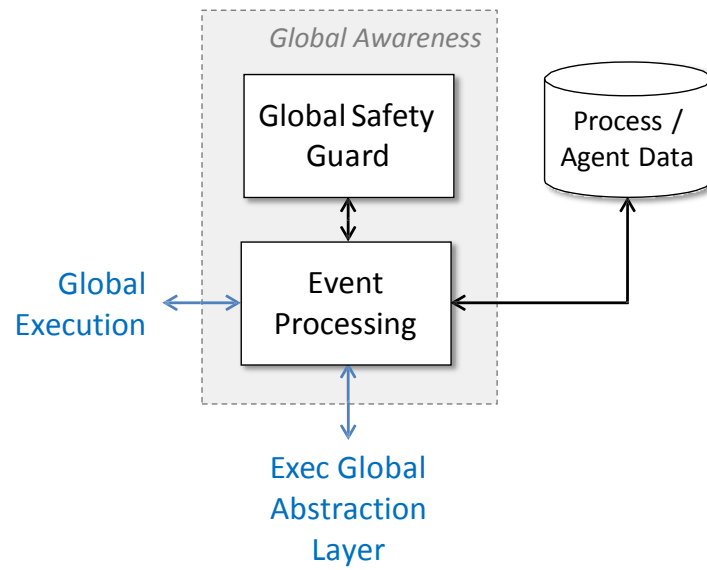 Global Awareness
Global Safety
Guard
Process /
Agent Data
Event
Processing
Global
Execution
Exec Global
Abstraction
Layer